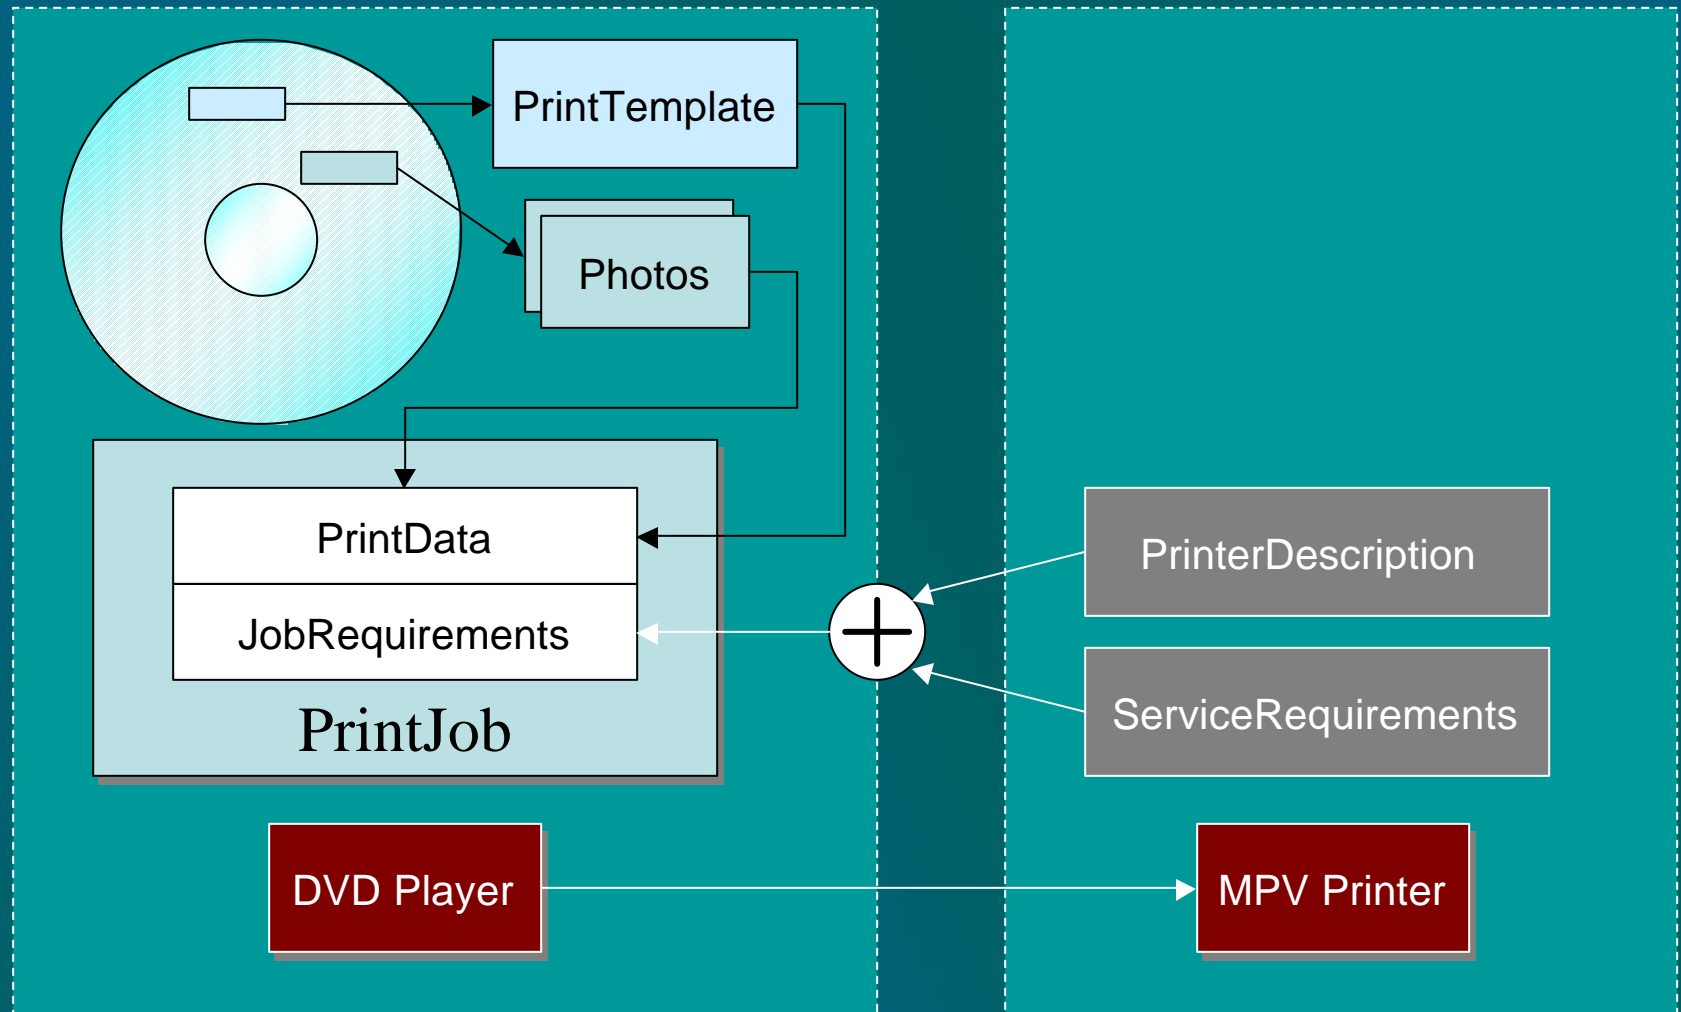 PrintTemplate
Photos
PrintData
JobRequirements
PrintJob
PrinterDescription
ServiceRequirements
DVD Player
MPV Printer